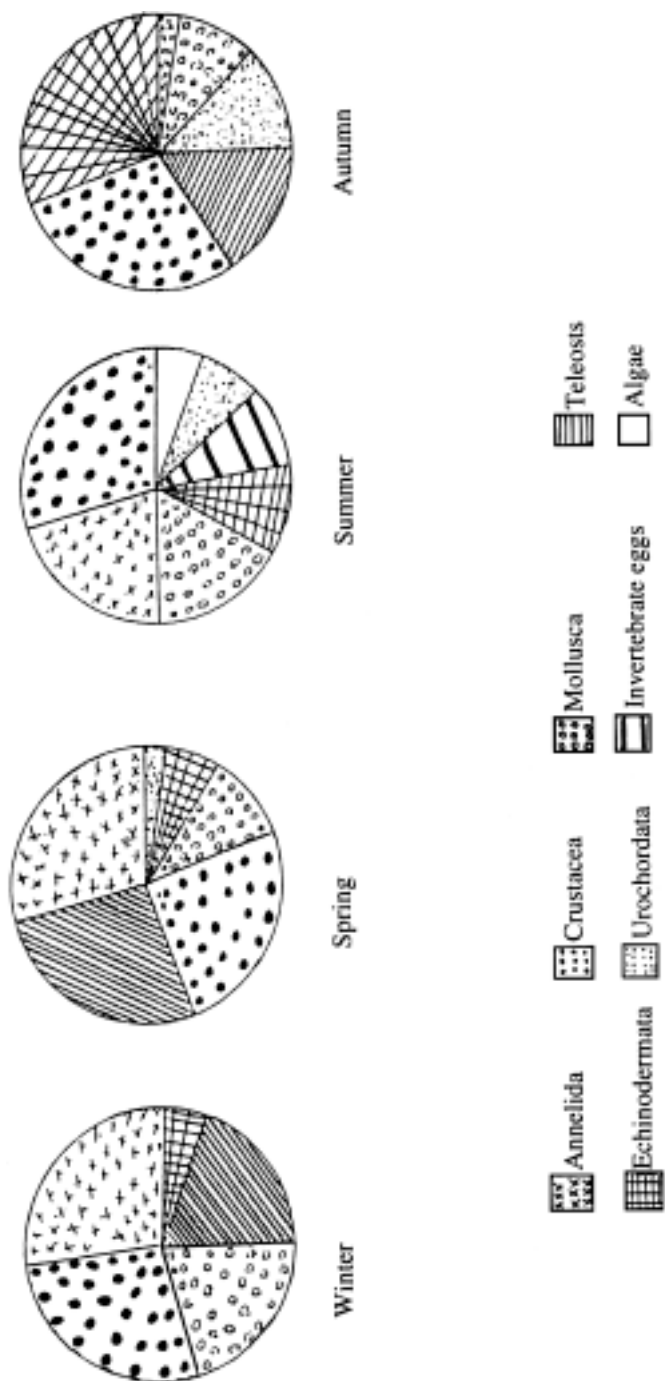 Winter Spring Summer Autumn
Annelida Crustacea Mollusca Teleosts
Echinodermata Urochordata Invertebrate eggs Algae